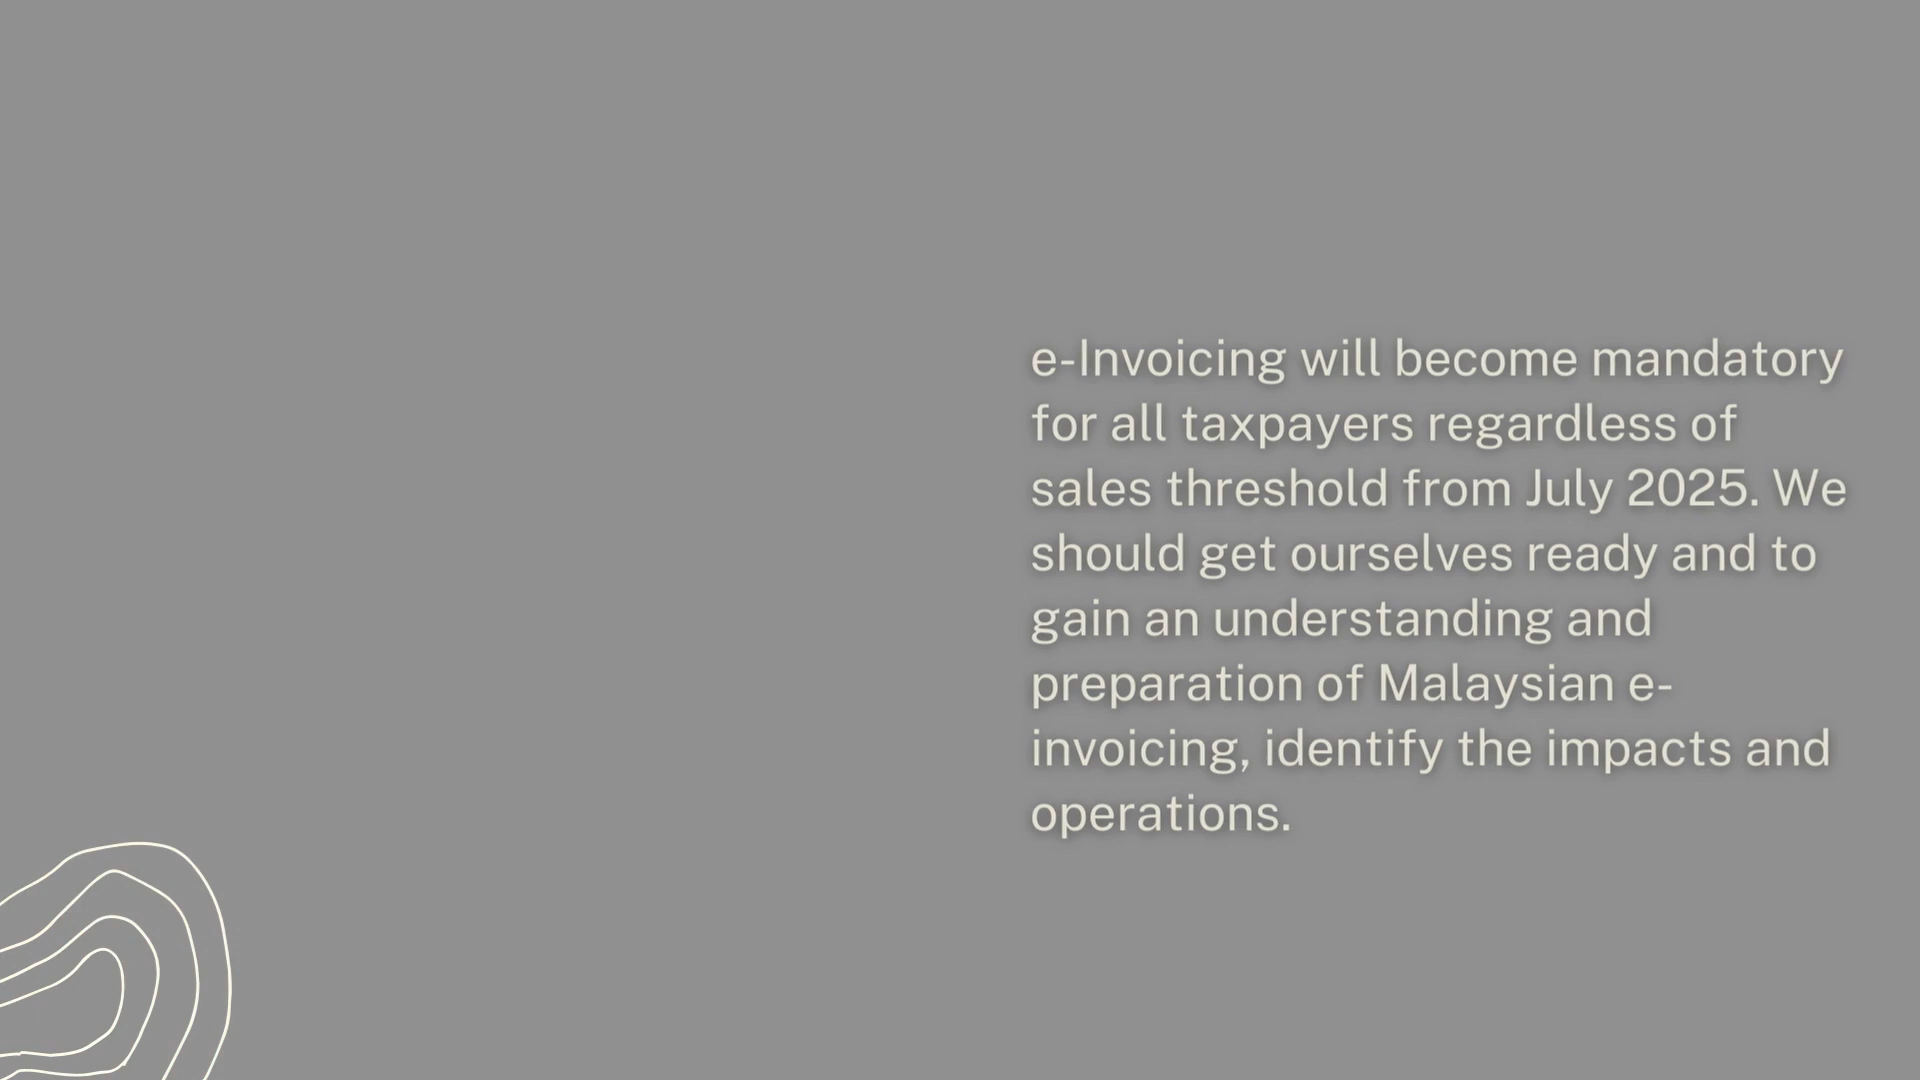 e-Invoicing will become mandatory
for all taxpayers regardless of
sales threshold from July 2025. We
should get ourselves ready and to
gain an understanding and
preparation of Malaysian e-
invoicing, identify the impacts and
operations.